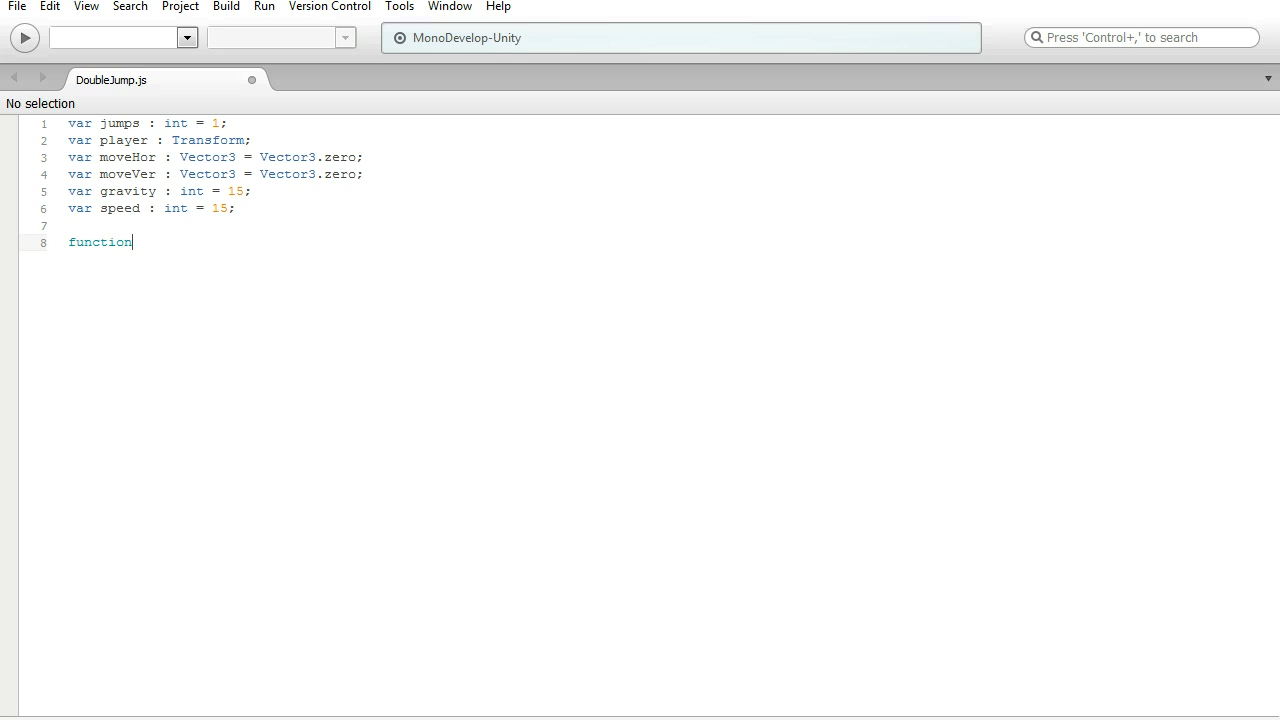 File Edit View Search Project Build Run Version Control Tools Window Help
MonoDevelop-Unity
Press 'Control+,' to search
DoubleJump.js
No selection
1 var jumps : int = 1;
2 var player : Transform;
3 var moveHor : Vector3 = Vector3.zero;
4 var moveVer : Vector3 = Vector3.zero;
5 var gravity : int = 15;
6 var speed : int = 15;
7
8 function